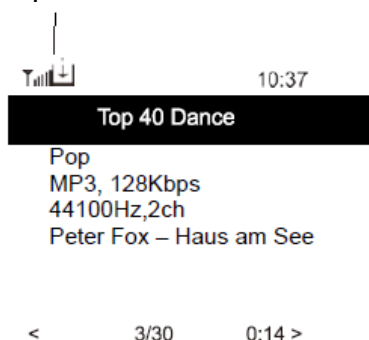 10:37
Top 40 Dance
Pop
MP3, 128Kbps
44100Hz,2ch
Peter Fox – Haus am See
< 3/30 0:14 >